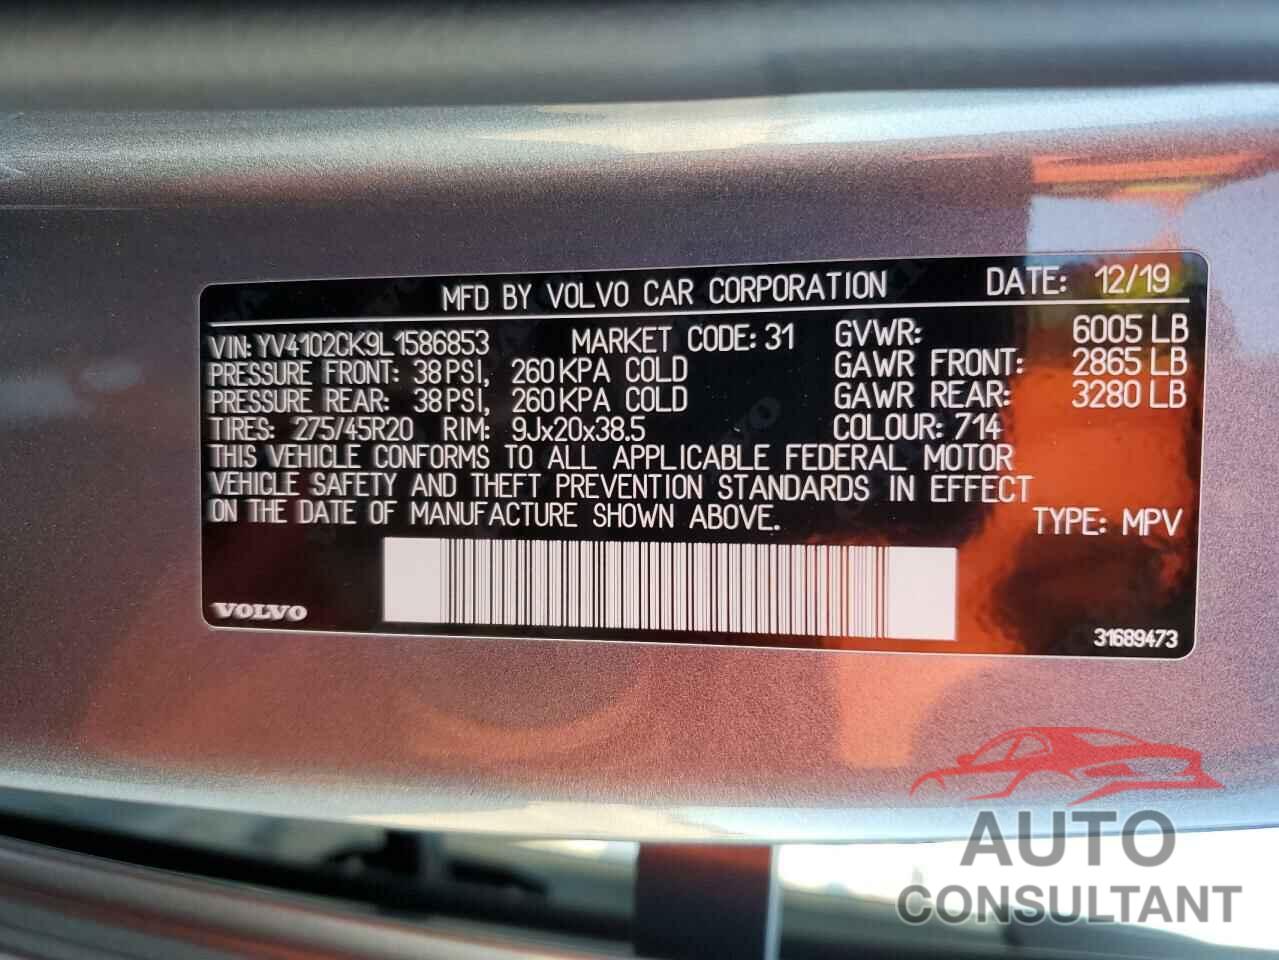 MFD BY VOLVO CAR CORPORATION DATE: 12/19
VIN: YV4102CK9L1586853 MARKET CODE: 31 GVWR: 6005 LB
PRESSURE FRONT: 38 PSI, 260 KPA COLD GAWR FRONT: 2865 LB
PRESSURE REAR: 38 PSI, 260 KPA COLD GAWR REAR: 3280 LB
TIRES: 275/45R20 RIM: 9Jx20x38.5 COLOUR: 714
THIS VEHICLE CONFORMS TO ALL APPLICABLE FEDERAL MOTOR
VEHICLE SAFETY AND THEFT PREVENTION STANDARDS IN EFFECT
ON THE DATE OF MANUFACTURE SHOWN ABOVE. TYPE: MPV
VOLVO
31689473
AUTO
CONSULTANT